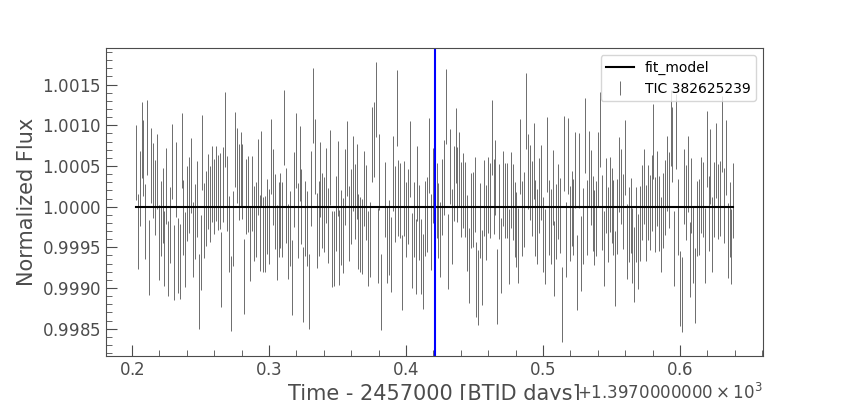 fit_model
TIC 382625239
Normalized Flux
1.0015
1.0010
1.0005
1.0000
0.9995
0.9990
0.9985
0.2
0.3
0.4
0.5
0.6
Time - 2457000 [BTJD days]
+1.3970000000 × 10³